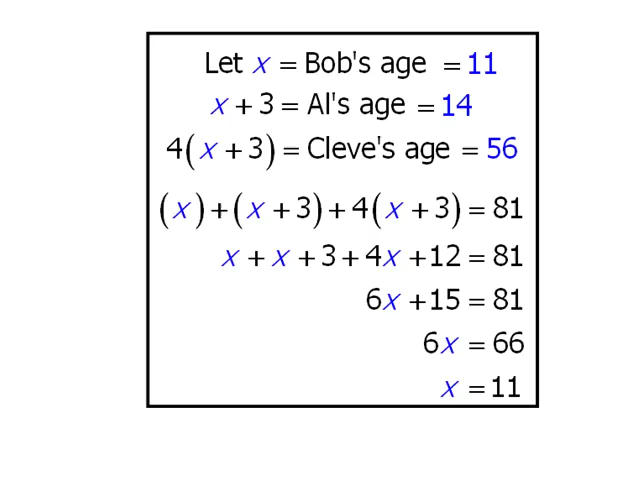 Let x = Bob's age = 11
x + 3 = Al's age = 14
4(x + 3) = Cleve's age = 56
(x) + (x + 3) + 4(x + 3) = 81
x + x + 3 + 4x + 12 = 81
6x + 15 = 81
6x = 66
x = 11